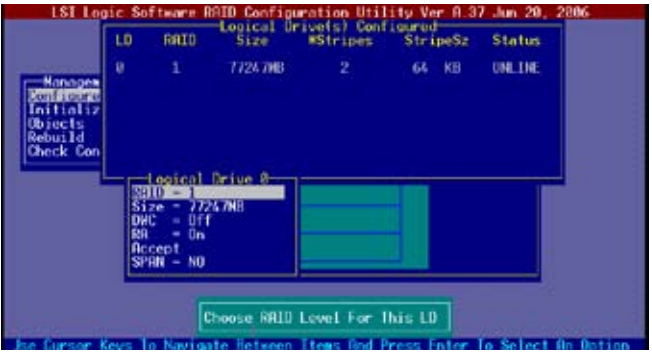 LSI Logic Software RAID Configuration Utility Ver A.37 Jun 20, 2006
Logical Drive(s) Configured
LD RAID Size #Stripes StripeSz Status
0 1 77247MB 2 64 KB ONLINE
Managem
Configure
Initializ
Objects
Rebuild
Check Con
Logical Drive 0
RAID = 1
Size = 77247MB
DWC = Off
RA = On
Accept
SPAN = NO
Choose RAID Level For This LD
Use Cursor Keys To Navigate Between Items And Press Enter To Select An Option